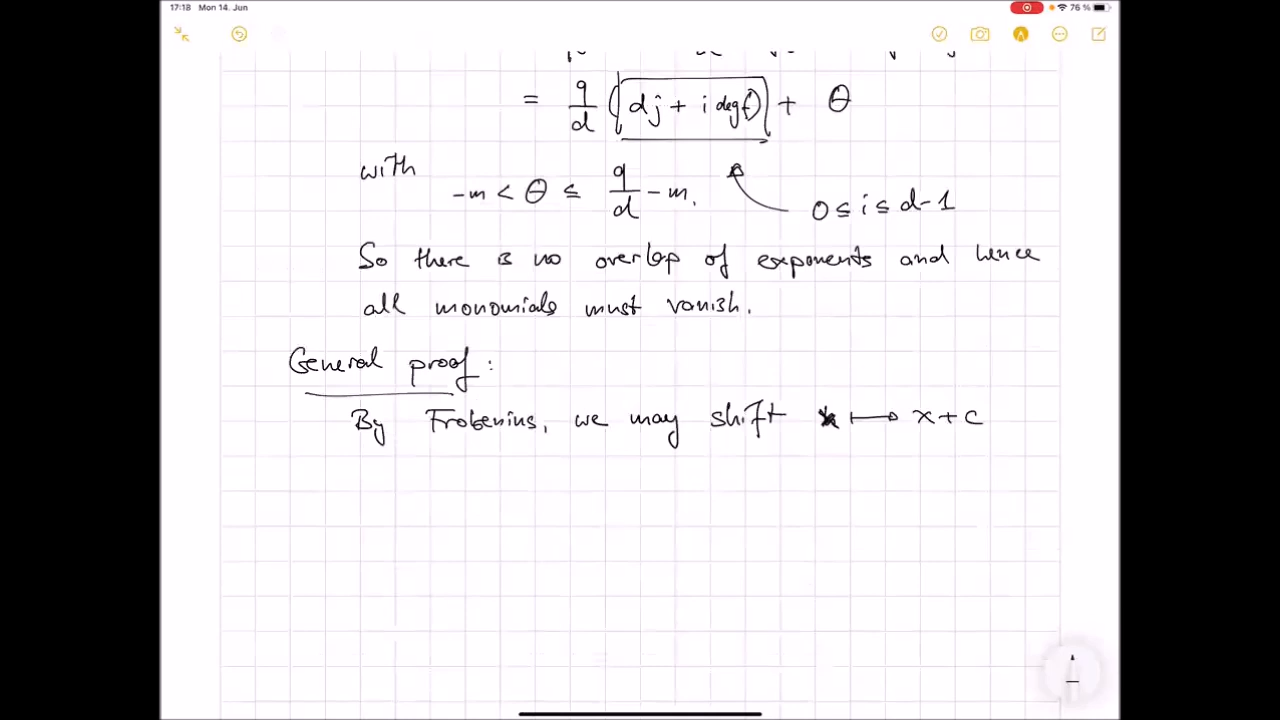 17:18 Mon 14. Jun 76 %
= q/d (dj + i deg f) + θ
with
-m < θ ≤ q/d - m. 0 ≤ i ≤ d-1
So there is no overlap of exponents and hence
all monomials must vanish.
General proof:
By Frobenius, we may shift x ↦ x + c